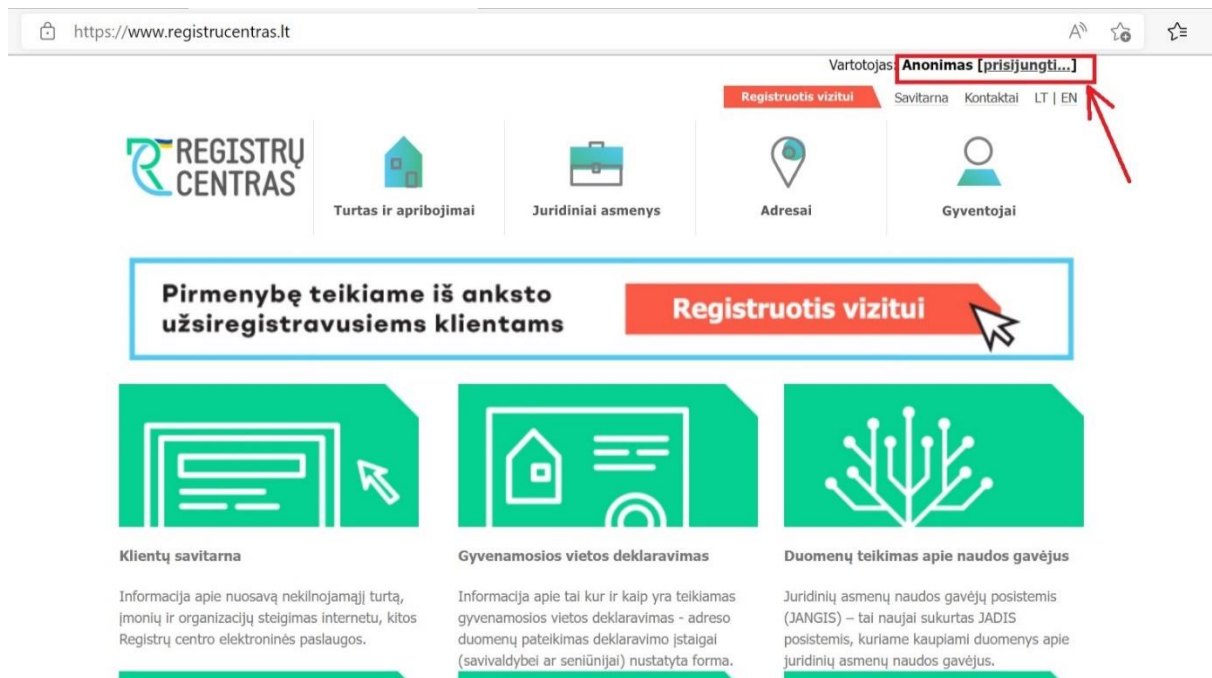 https://www.registrucentras.lt
Vartotojas: Anonimas [prisijungti...]
Registruotis vizitui Savitarna Kontaktai LT | EN
REGISTRŲ
CENTRAS
Turtas ir apribojimai Juridiniai asmenys Adresai Gyventojai
Pirmenybę teikiame iš anksto
užsiregistravusiems klientams
Registruotis vizitui
Klientų savitarna
Informacija apie nuosavą nekilnojamąjį turtą,
įmonių ir organizacijų steigimas internetu, kitos
Registrų centro elektroninės paslaugos.
Gyvenamosios vietos deklaravimas
Informacija apie tai kur ir kaip yra teikiamas
gyvenamosios vietos deklaravimas - adreso
duomenų pateikimas deklaravimo įstaigai
(savivaldybei ar seniūnijai) nustatyta forma.
Duomenų teikimas apie naudos gavėjus
Juridinių asmenų naudos gavėjų posistemis
(JANGIS) – tai naujai sukurtas JADIS
posistemis, kuriame kaupiami duomenys apie
juridinių asmenų naudos gavėjus.